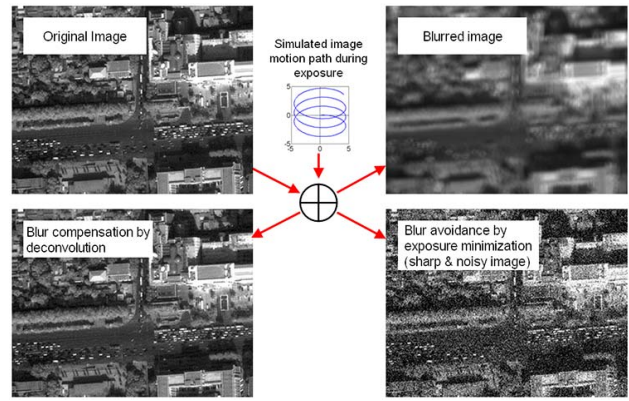 Original Image
Simulated image
motion path during
exposure
5
0
-5
-5
0
5
Blurred image
Blur compensation by
deconvolution
Blur avoidance by
exposure minimization
(sharp & noisy image)